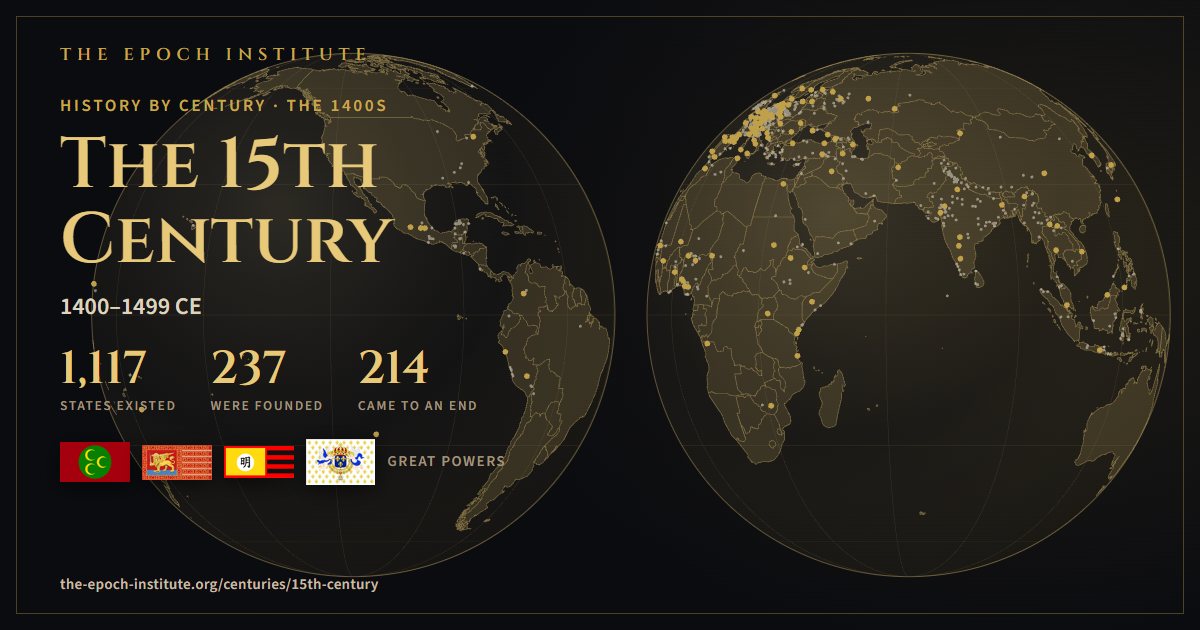 THE EPOCH INSTITUTE
HISTORY BY CENTURY · THE 1400S
THE 15TH
CENTURY
1400–1499 CE
1,117 237 214
STATES EXISTED WERE FOUNDED CAME TO AN END
明 GREAT POWERS
the-epoch-institute.org/centuries/15th-century